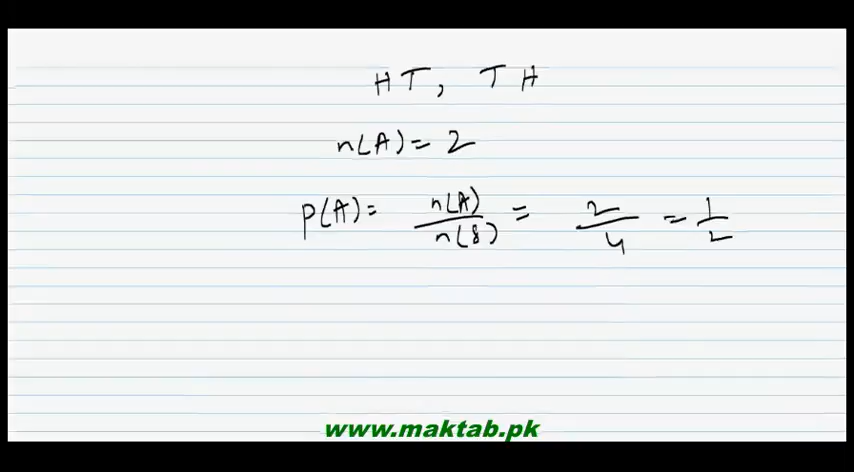 HT, TH
n(A) = 2
P(A) = n(A)/n(S) = 2/4 = 1/2
www.maktab.pk